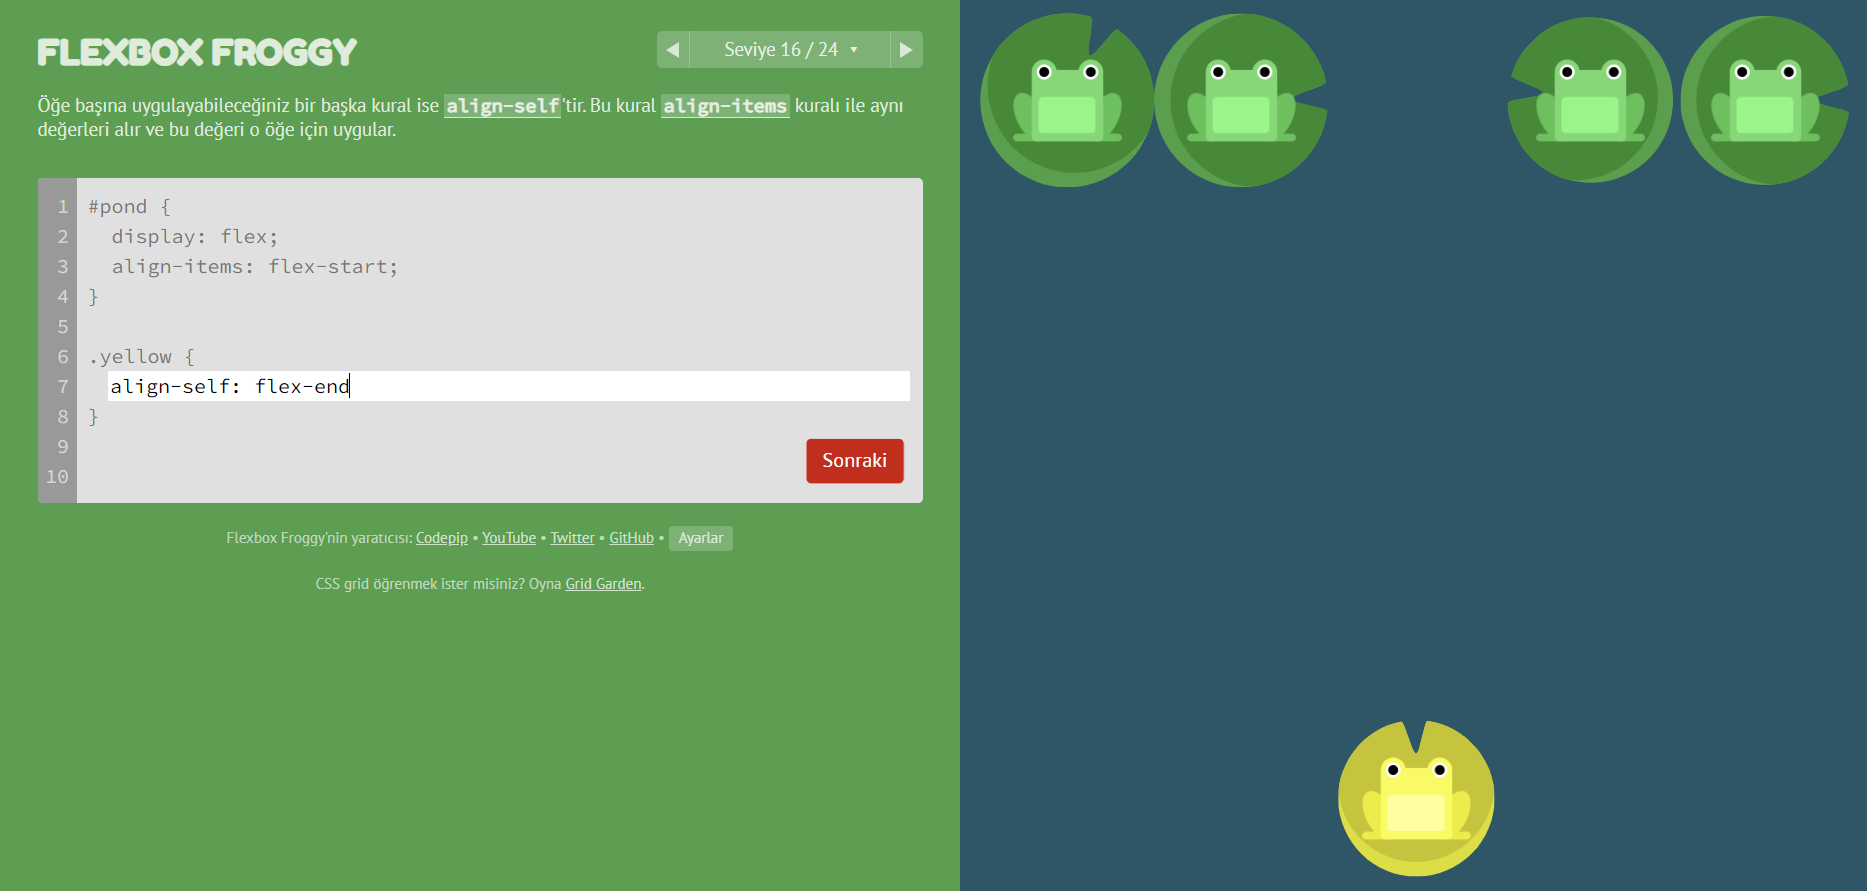 FLEXBOX FROGGY
Seviye 16 / 24
Öğe başına uygulayabileceğiniz bir başka kural ise align-self'tir. Bu kural align-items kuralı ile aynı
değerleri alır ve bu değeri o öğe için uygular.
1 #pond {
2 display: flex;
3 align-items: flex-start;
4 }
5
6 .yellow {
7 align-self: flex-end
8 }
9
10
Sonraki
Flexbox Froggy'nin yaratıcısı: Codepip • YouTube • Twitter • GitHub • Ayarlar
CSS grid öğrenmek ister misiniz? Oyna Grid Garden.